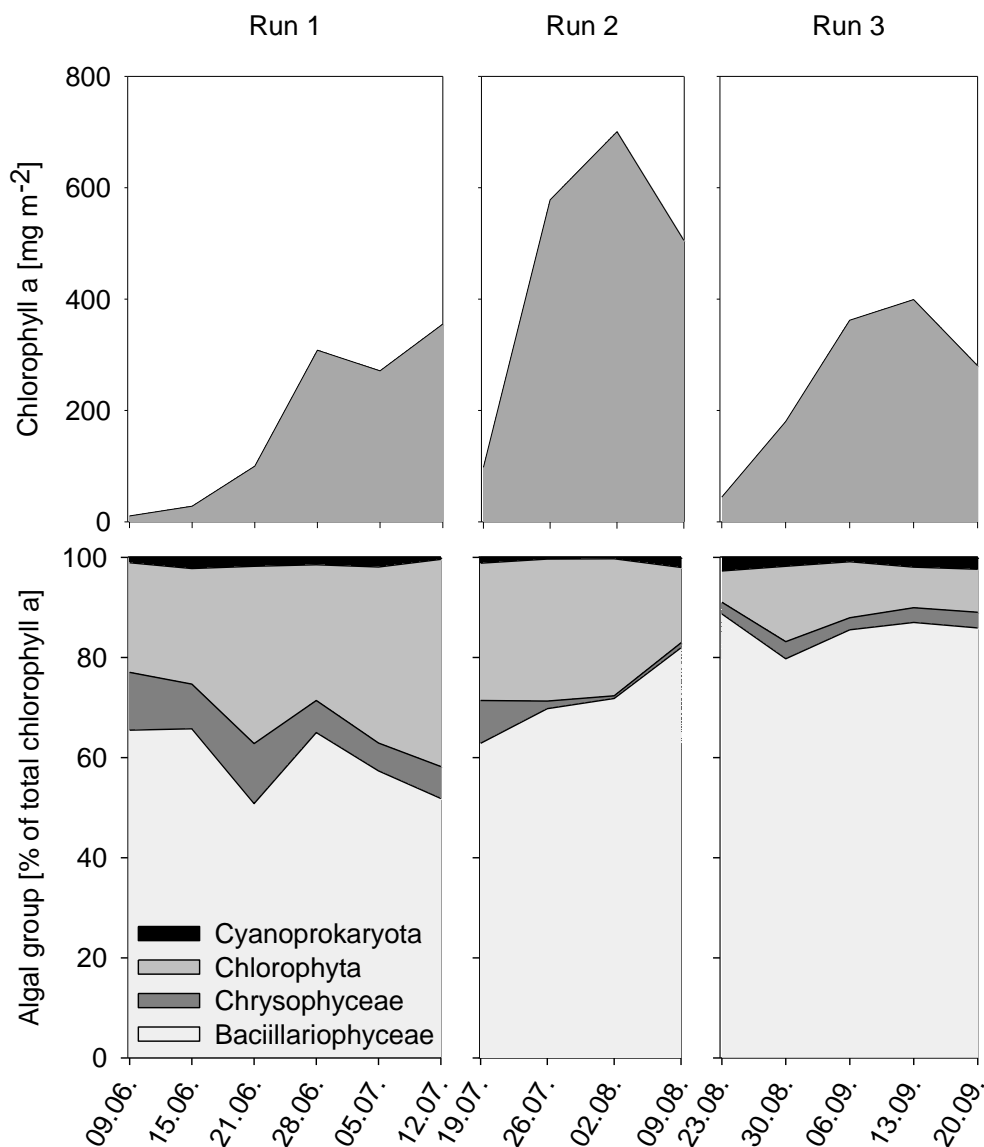 Run 1
Run 2
Run 3
Chlorophyll a [mg m-2]
800
600
400
200
0
Algal group [% of total chlorophyll a]
100
80
60
40
20
0
Cyanoprokaryota
Chlorophyta
Chrysophyceae
Baciillariophyceae
09.06.
15.06.
21.06.
28.06.
05.07.
12.07.
19.07.
26.07.
02.08.
09.08.
23.08.
30.08.
06.09.
13.09.
20.09.